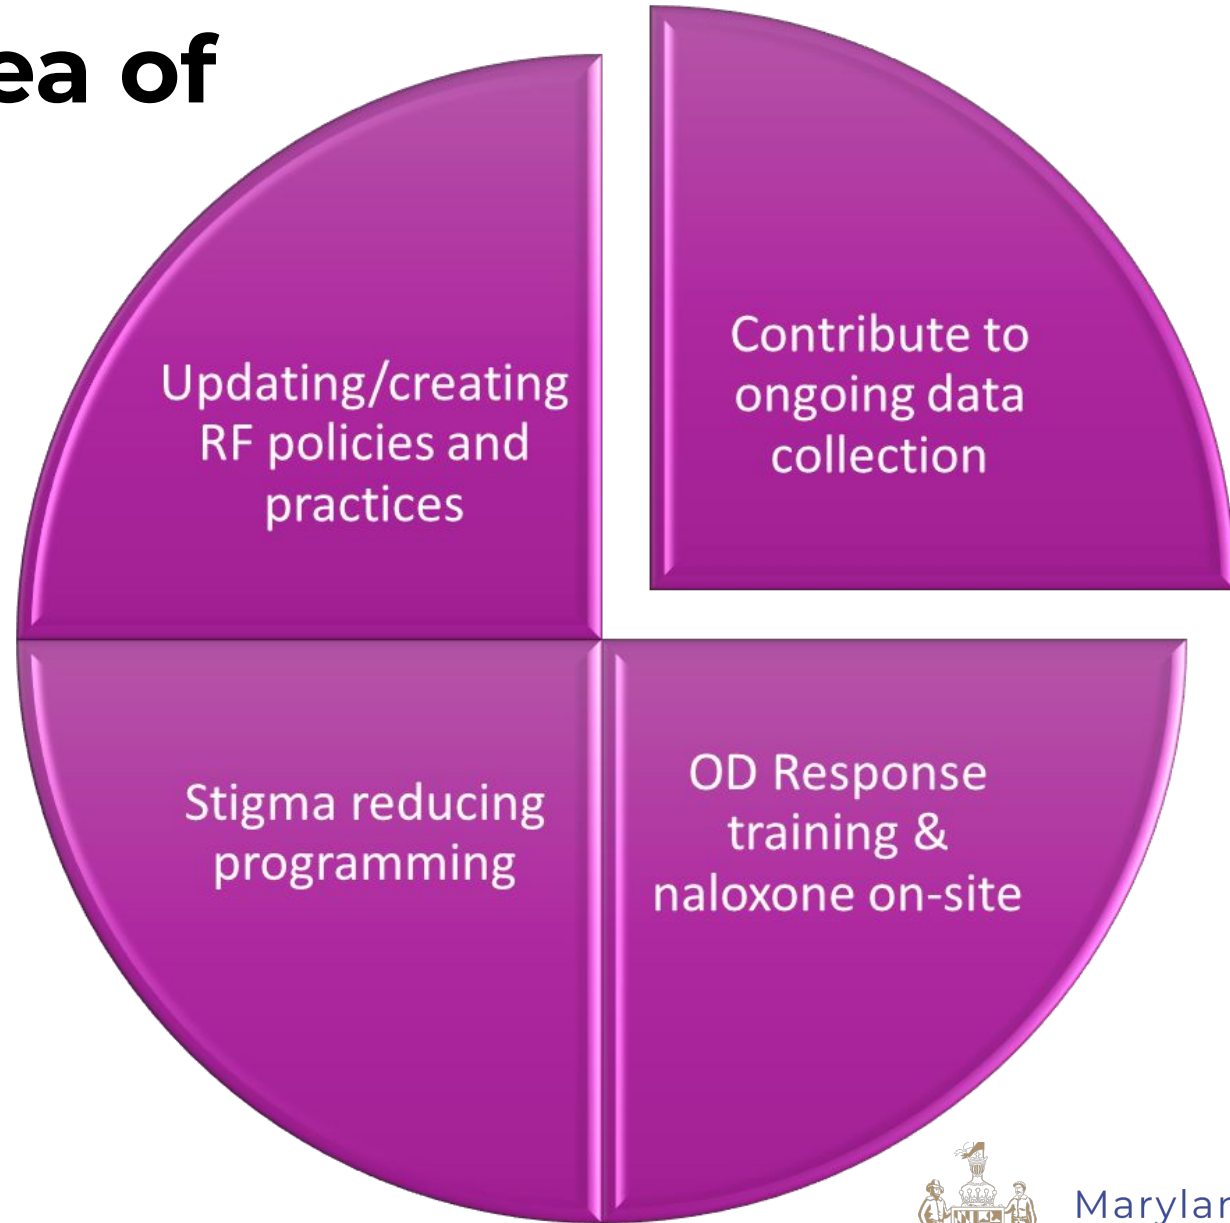 ea of
Updating/creating
RF policies and
practices
Contribute to
ongoing data
collection
Stigma reducing
programming
OD Response
training &
naloxone on-site
Marylan